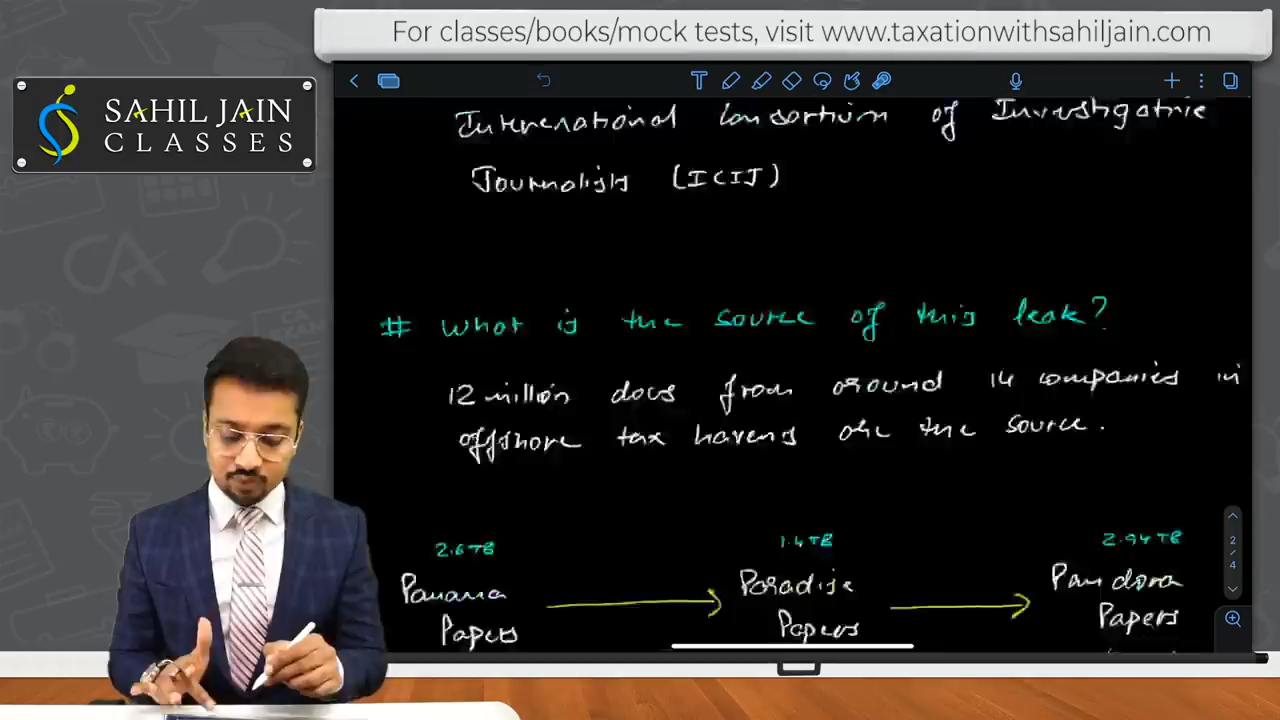 For classes/books/mock tests, visit www.taxationwithsahiljain.com
SAHIL JAIN
CLASSES
International Consortium of Investigative
Journalists (ICIJ)
# What is the source of this leak?
12 million docs from around 14 companies in
offshore tax havens are the source.
2.6 TB
1.4 TB
2.94 TB
Panama
Papers
Paradise
Papers
Pandora
Papers
2
/
4